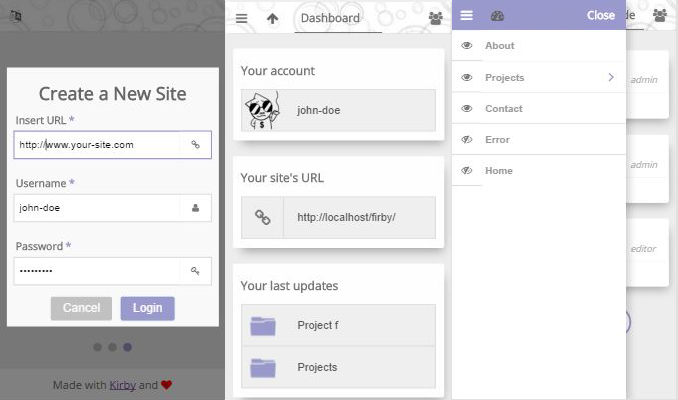 Create a New Site
Insert URL *
http://www.your-site.com
Username *
john-doe
Password *
•••••••••
Cancel
Login
Made with Kirby and ❤
Dashboard
Your account
john-doe
$
Your site's URL
http://localhost/firby/
Your last updates
Project f
Projects
Close
About
Projects
Contact
Error
Home
de
admin
admin
editor